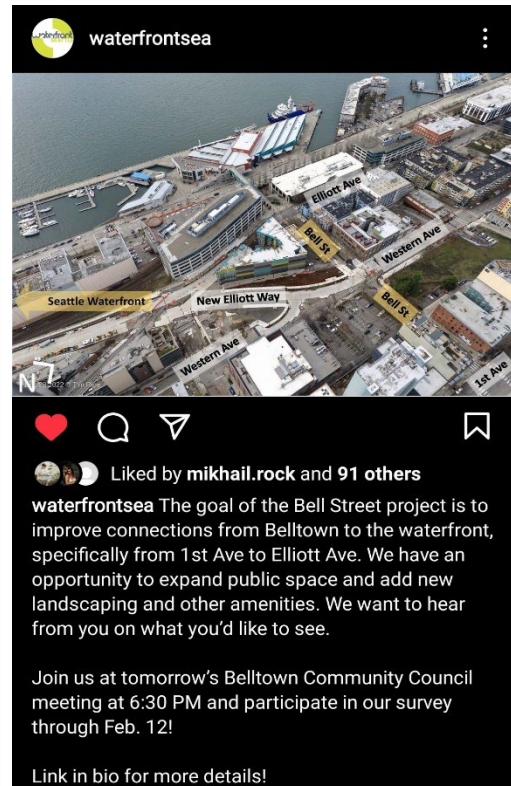 waterfront
waterfrontsea
Elliott Ave
Bell St
Western Ave
Seattle Waterfront
New Elliott Way
Bell St
Western Ave
1st Ave
N
Liked by mikhail.rock and 91 others
waterfrontsea The goal of the Bell Street project is to
improve connections from Belltown to the waterfront,
specifically from 1st Ave to Elliott Ave. We have an
opportunity to expand public space and add new
landscaping and other amenities. We want to hear
from you on what you'd like to see.
Join us at tomorrow's Belltown Community Council
meeting at 6:30 PM and participate in our survey
through Feb. 12!
Link in bio for more details!